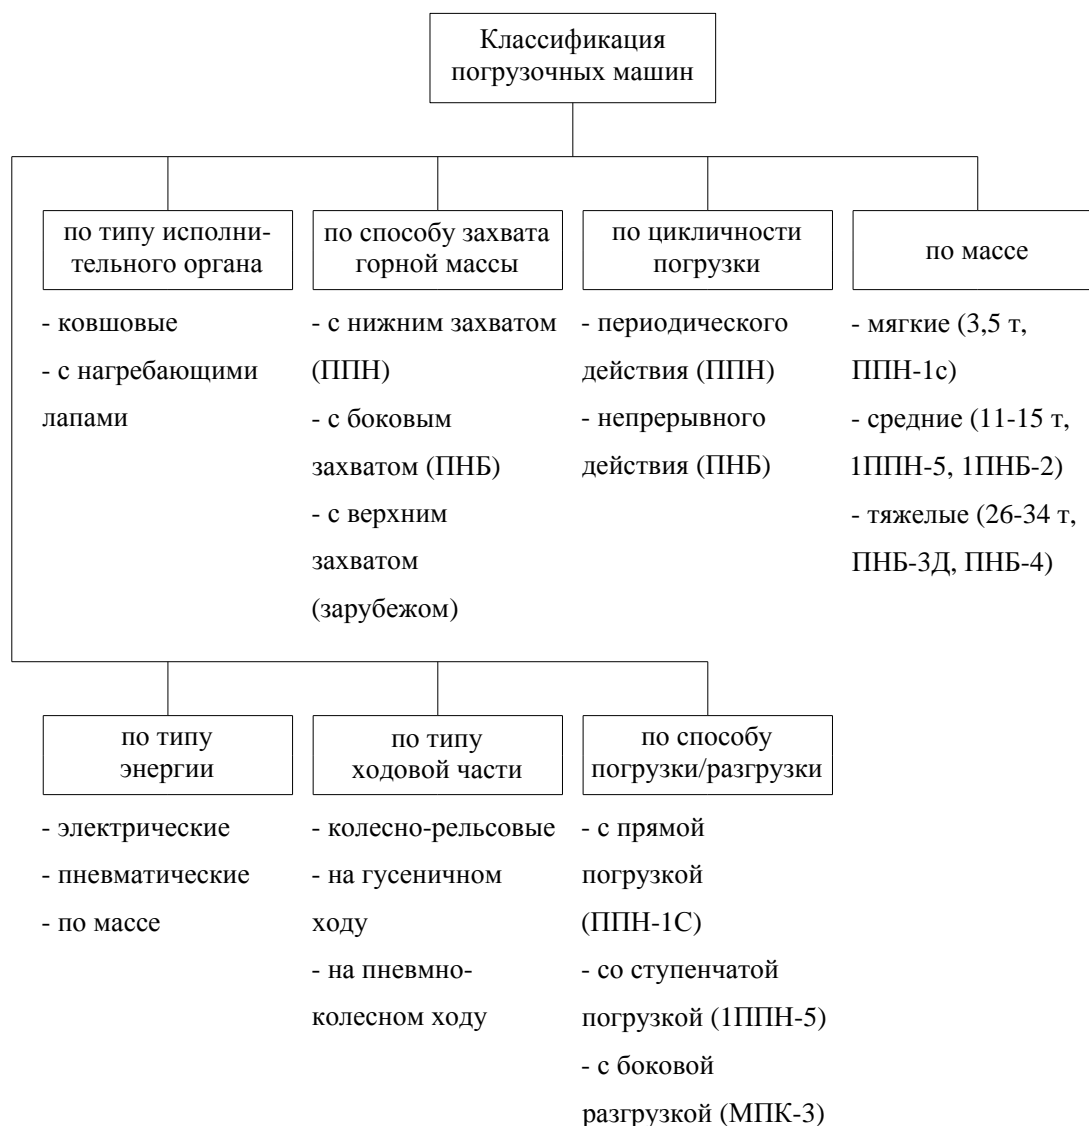 Классификация
погрузочных машин
по типу исполни-
тельного органа
- ковшовые
- с нагребающими
лапами
по способу захвата
горной массы
- с нижним захватом
(ППН)
- с боковым
захватом (ПНБ)
- с верхним
захватом
(зарубежом)
по цикличности
погрузки
- периодического
действия (ППН)
- непрерывного
действия (ПНБ)
по массе
- мягкие (3,5 т,
ППН-1с)
- средние (11-15 т,
1ППН-5, 1ПНБ-2)
- тяжелые (26-34 т,
ПНБ-3Д, ПНБ-4)
по типу
энергии
- электрические
- пневматические
- по массе
по типу
ходовой части
- колесно-рельсовые
- на гусеничном
ходу
- на пневмно-
колесном ходу
по способу
погрузки/разгрузки
- с прямой
погрузкой
(ППН-1С)
- со ступенчатой
погрузкой (1ППН-5)
- с боковой
разгрузкой (МПК-3)